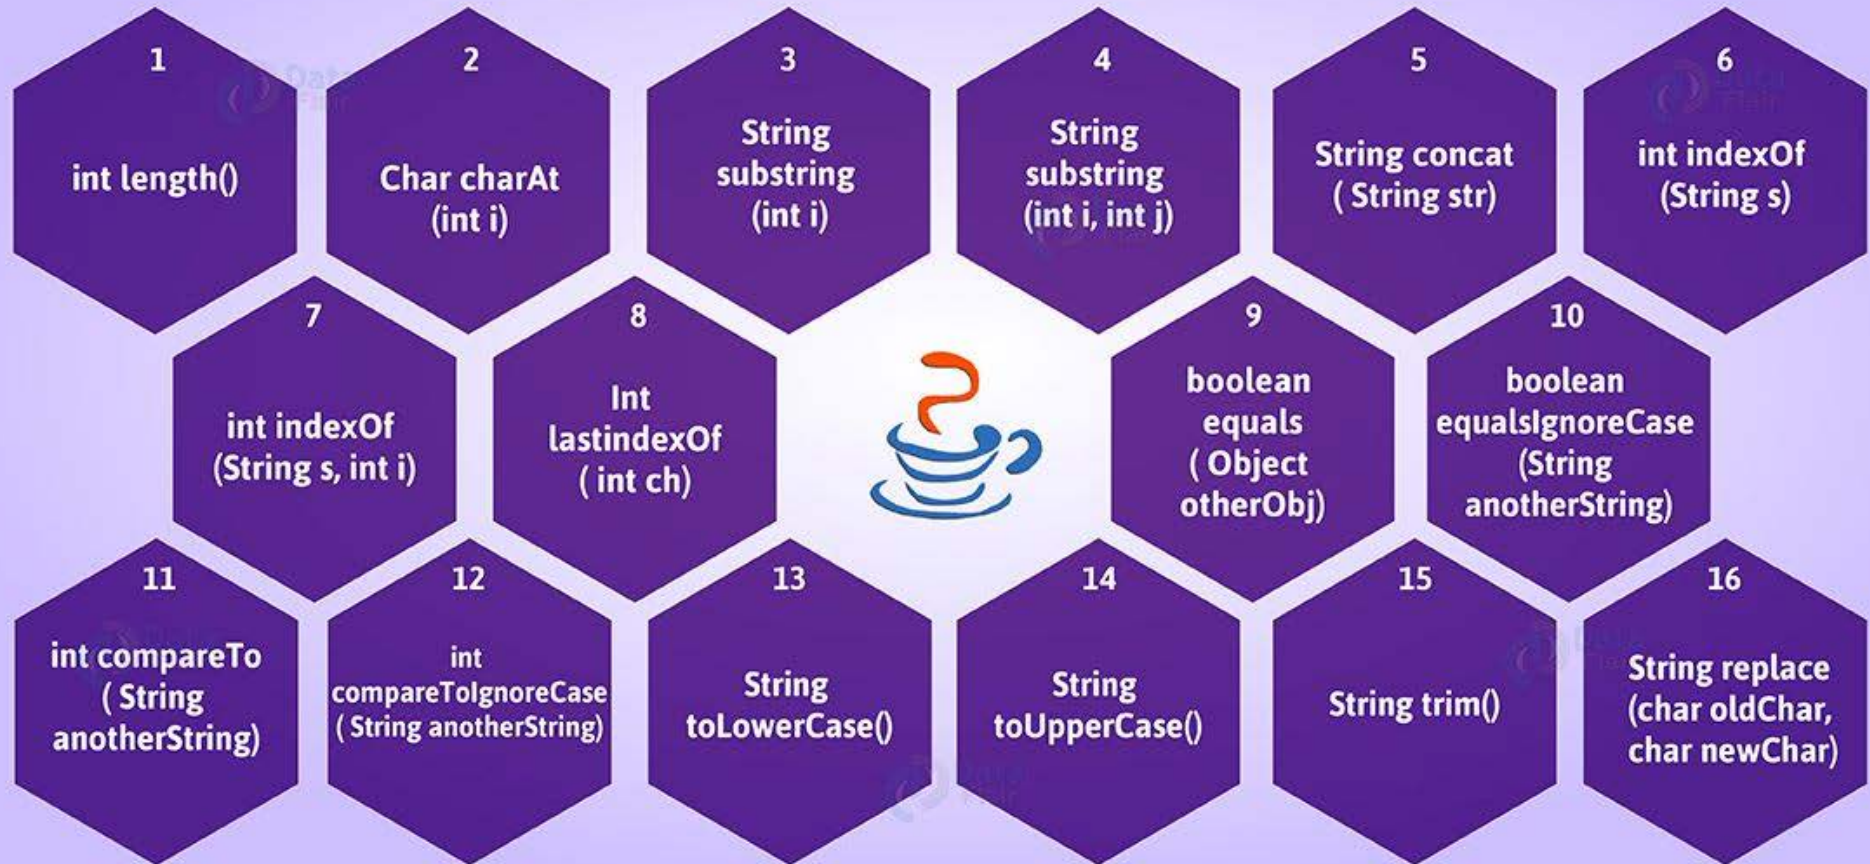 1
int length()
2
Char charAt
(int i)
3
String
substring
(int i)
4
String
substring
(int i, int j)
5
String concat
( String str)
6
int indexOf
(String s)
7
int indexOf
(String s, int i)
8
Int
lastindexOf
( int ch)
9
boolean
equals
( Object
otherObj)
10
boolean
equalsIgnoreCase
(String
anotherString)
11
int compareTo
( String
anotherString)
12
int
compareToIgnoreCase
( String anotherString)
13
String
toLowerCase()
14
String
toUpperCase()
15
String trim()
16
String replace
(char oldChar,
char newChar)
Data
Flair